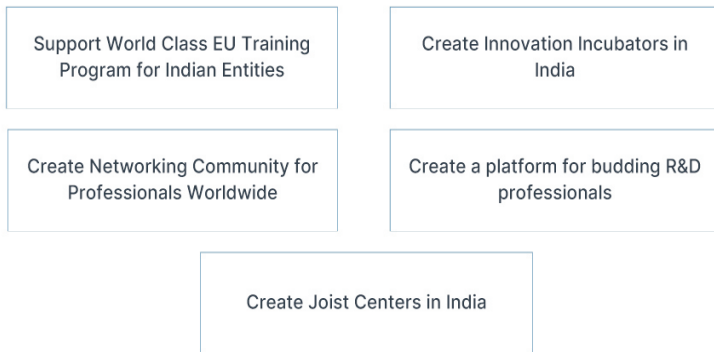 Support World Class EU Training
Program for Indian Entities
Create Innovation Incubators in
India
Create Networking Community for
Professionals Worldwide
Create a platform for budding R&D
professionals
Create Joist Centers in India